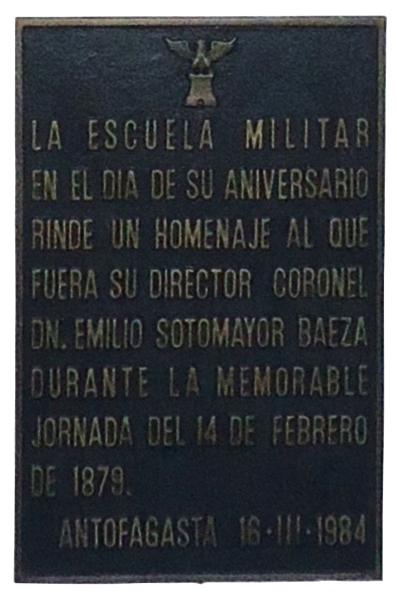 LA ESCUELA MILITAR
EN EL DIA DE SU ANIVERSARIO
RINDE UN HOMENAJE AL QUE
FUERA SU DIRECTOR CORONEL
DN. EMILIO SOTOMAYOR BAEZA
DURANTE LA MEMORABLE
JORNADA DEL 14 DE FEBRERO
DE 1879.
ANTOFAGASTA 16·III·1984